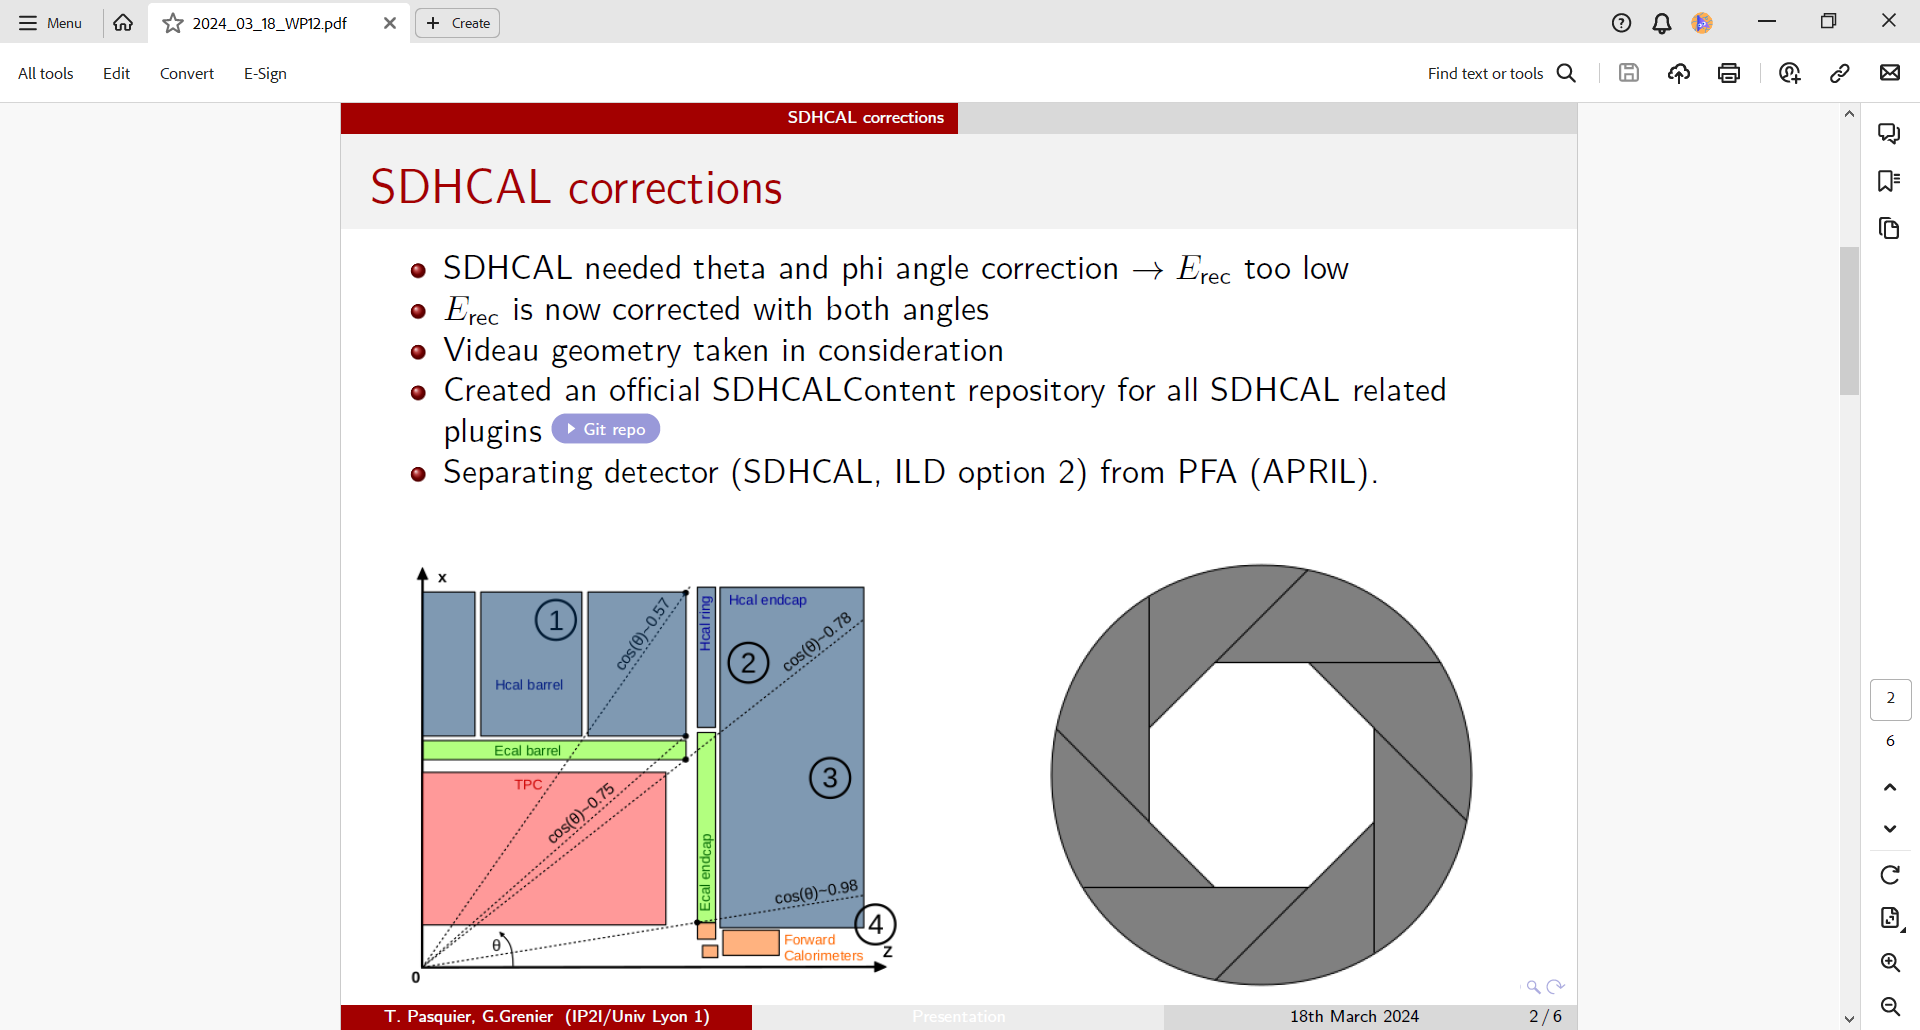 Menu
2024_03_18_WP12.pdf
Create
All tools
Edit
Convert
E-Sign
Find text or tools
SDHCAL corrections
SDHCAL corrections
SDHCAL needed theta and phi angle correction → Erec too low
Erec is now corrected with both angles
Videau geometry taken in consideration
Created an official SDHCALContent repository for all SDHCAL related
plugins Git repo
Separating detector (SDHCAL, ILD option 2) from PFA (APRIL).
x
1
Hcal barrel
cos(θ)~0.57
Hcal ring
Hcal endcap
2
cos(θ)~0.78
Ecal barrel
TPC
cos(θ)~0.75
3
Ecal endcap
cos(θ)~0.98
4
θ
Forward
Calorimeters
z
0
T. Pasquier, G.Grenier (IP2I/Univ Lyon 1)
Presentation
18th March 2024
2 / 6
2
6